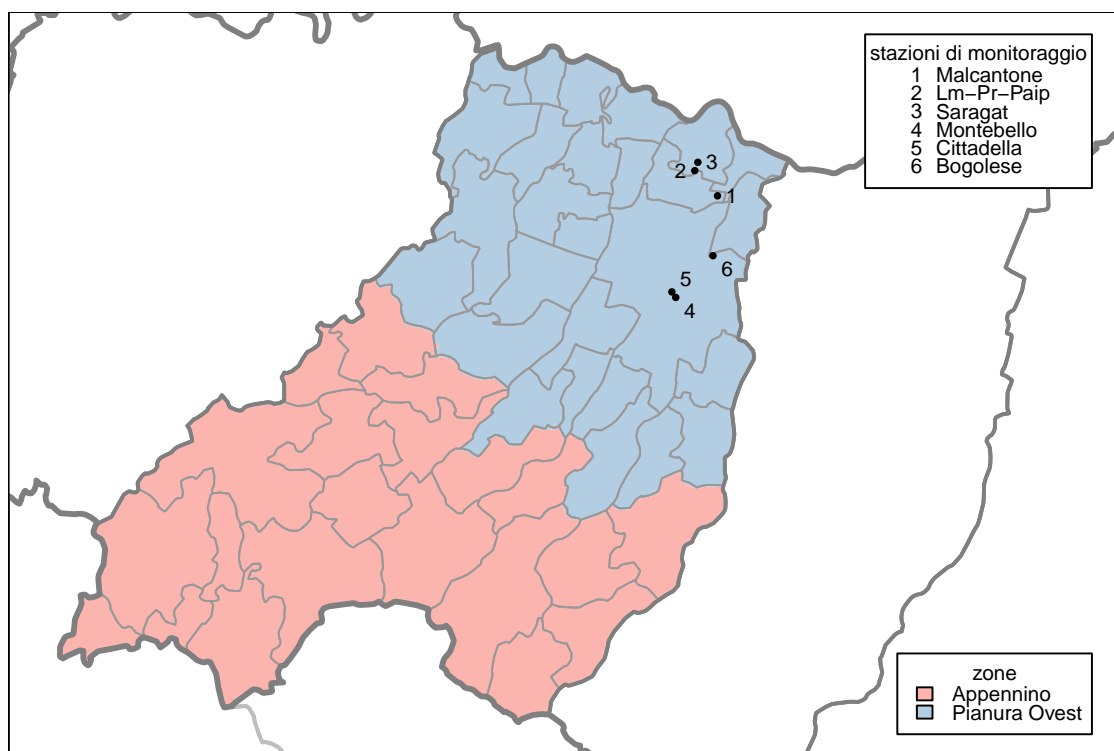 stazioni di monitoraggio
1 Malcantone
2 Lm−Pr−Paip
3 Saragat
4 Montebello
5 Cittadella
6 Bogolese
3
2
1
6
5
4
zone
Appennino
Pianura Ovest